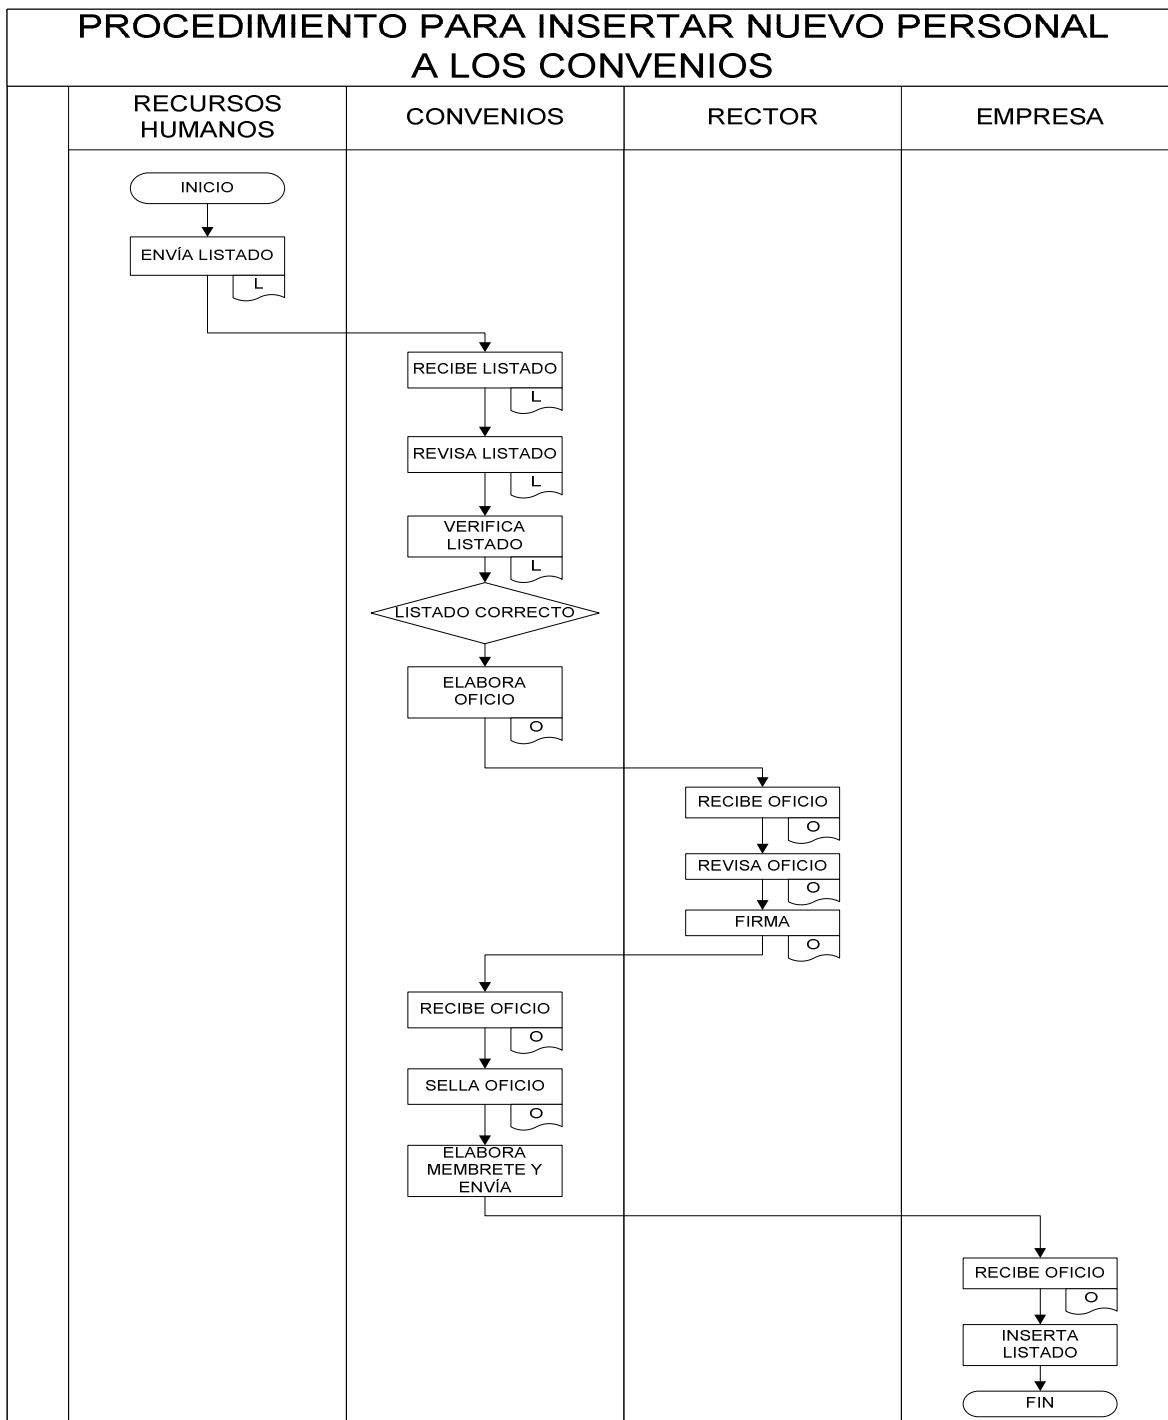 PROCEDIMIENTO PARA INSERTAR NUEVO PERSONAL
A LOS CONVENIOS
RECURSOS
HUMANOS
CONVENIOS
RECTOR
EMPRESA
INICIO
ENVÍA LISTADO
L
RECIBE LISTADO
L
REVISA LISTADO
L
VERIFICA
LISTADO
L
LISTADO CORRECTO
ELABORA
OFICIO
O
RECIBE OFICIO
O
REVISA OFICIO
O
FIRMA
O
RECIBE OFICIO
O
SELLA OFICIO
O
ELABORA
MEMBRETE Y
ENVÍA
RECIBE OFICIO
O
INSERTA
LISTADO
FIN